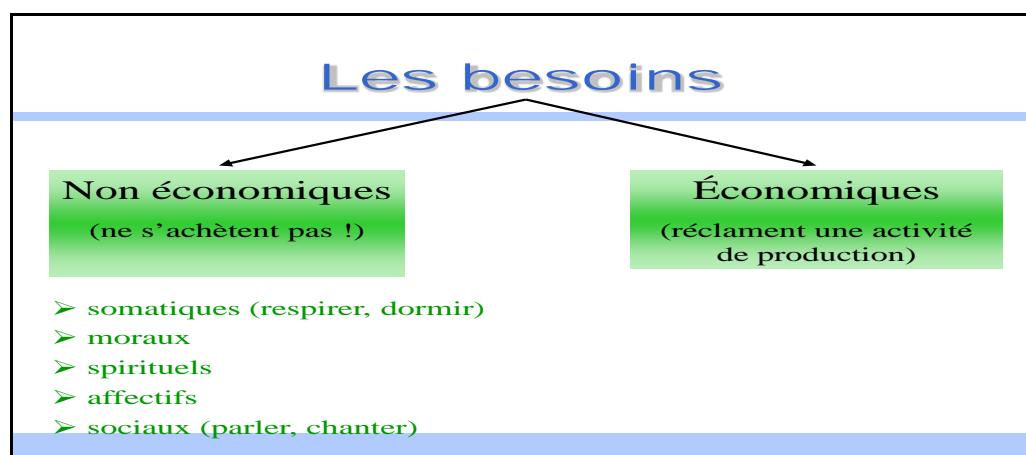 Les besoins
Non économiques
(ne s'achètent pas !)
Économiques
(réclament une activité
de production)
➢ somatiques (respirer, dormir)
➢ moraux
➢ spirituels
➢ affectifs
➢ sociaux (parler, chanter)